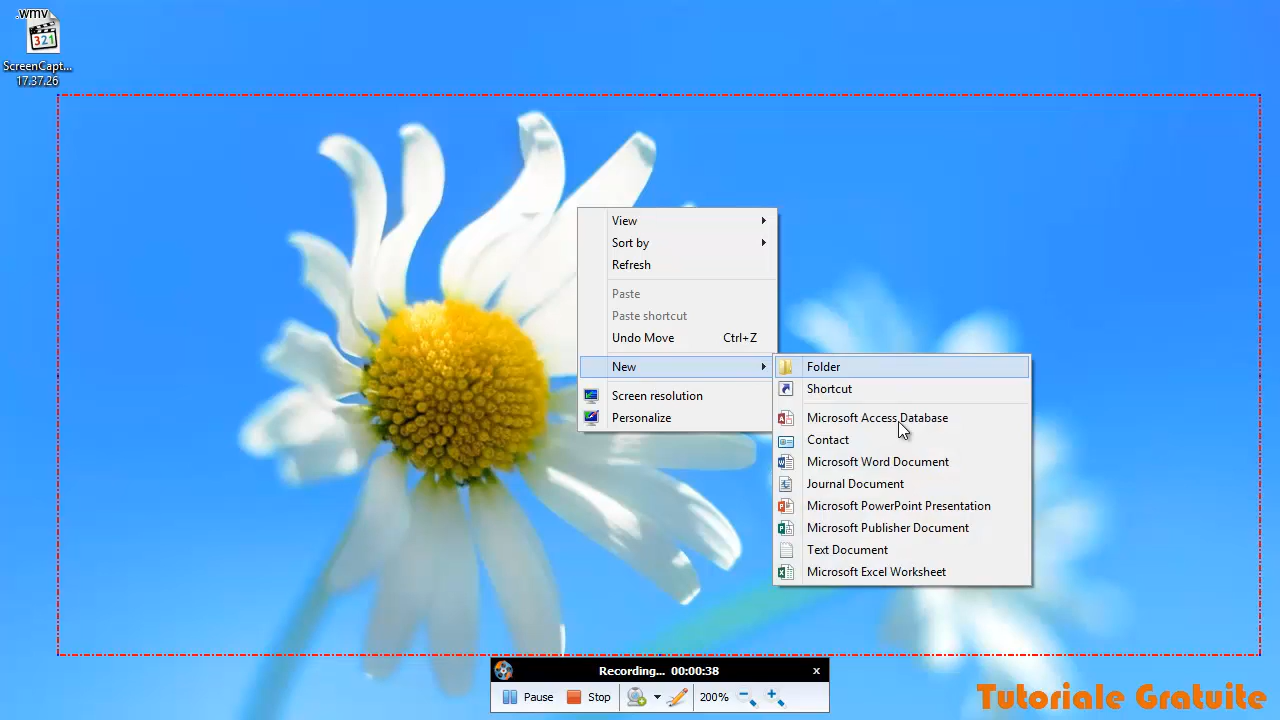 .wmv
321
ScreenCapt...
17.37.26
View
Sort by
Refresh
Paste
Paste shortcut
Undo Move Ctrl+Z
New
Screen resolution
Personalize
Folder
Shortcut
Microsoft Access Database
Contact
Microsoft Word Document
Journal Document
Microsoft PowerPoint Presentation
Microsoft Publisher Document
Text Document
Microsoft Excel Worksheet
Recording... 00:00:38 x
Pause Stop 200%
Tutoriale Gratuite